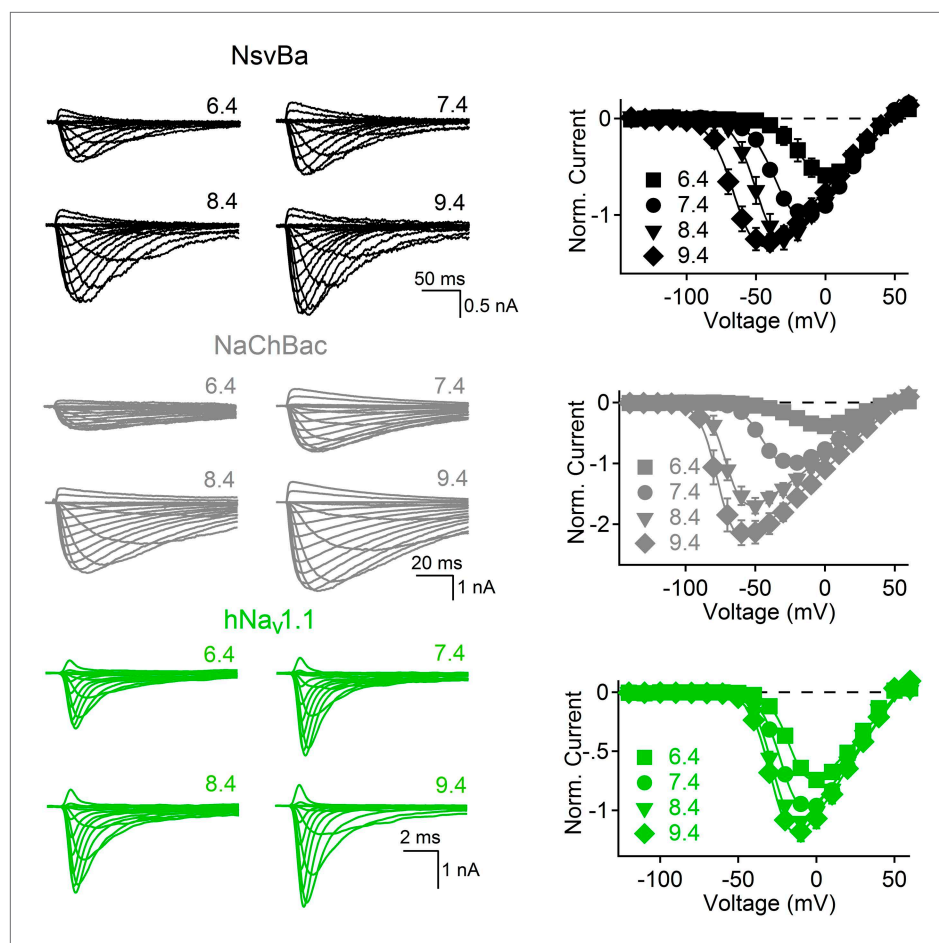 NsvBa
6.4 7.4
8.4 9.4
50 ms
0.5 nA
Norm. Current
0
-1
6.4
7.4
8.4
9.4
-100 -50 0 50
Voltage (mV)
NaChBac
6.4 7.4
8.4 9.4
20 ms
1 nA
Norm. Current
0
-1
-2
6.4
7.4
8.4
9.4
-100 -50 0 50
Voltage (mV)
hNav1.1
6.4 7.4
8.4 9.4
2 ms
1 nA
Norm. Current
0
-.5
-1
6.4
7.4
8.4
9.4
-100 -50 0 50
Voltage (mV)